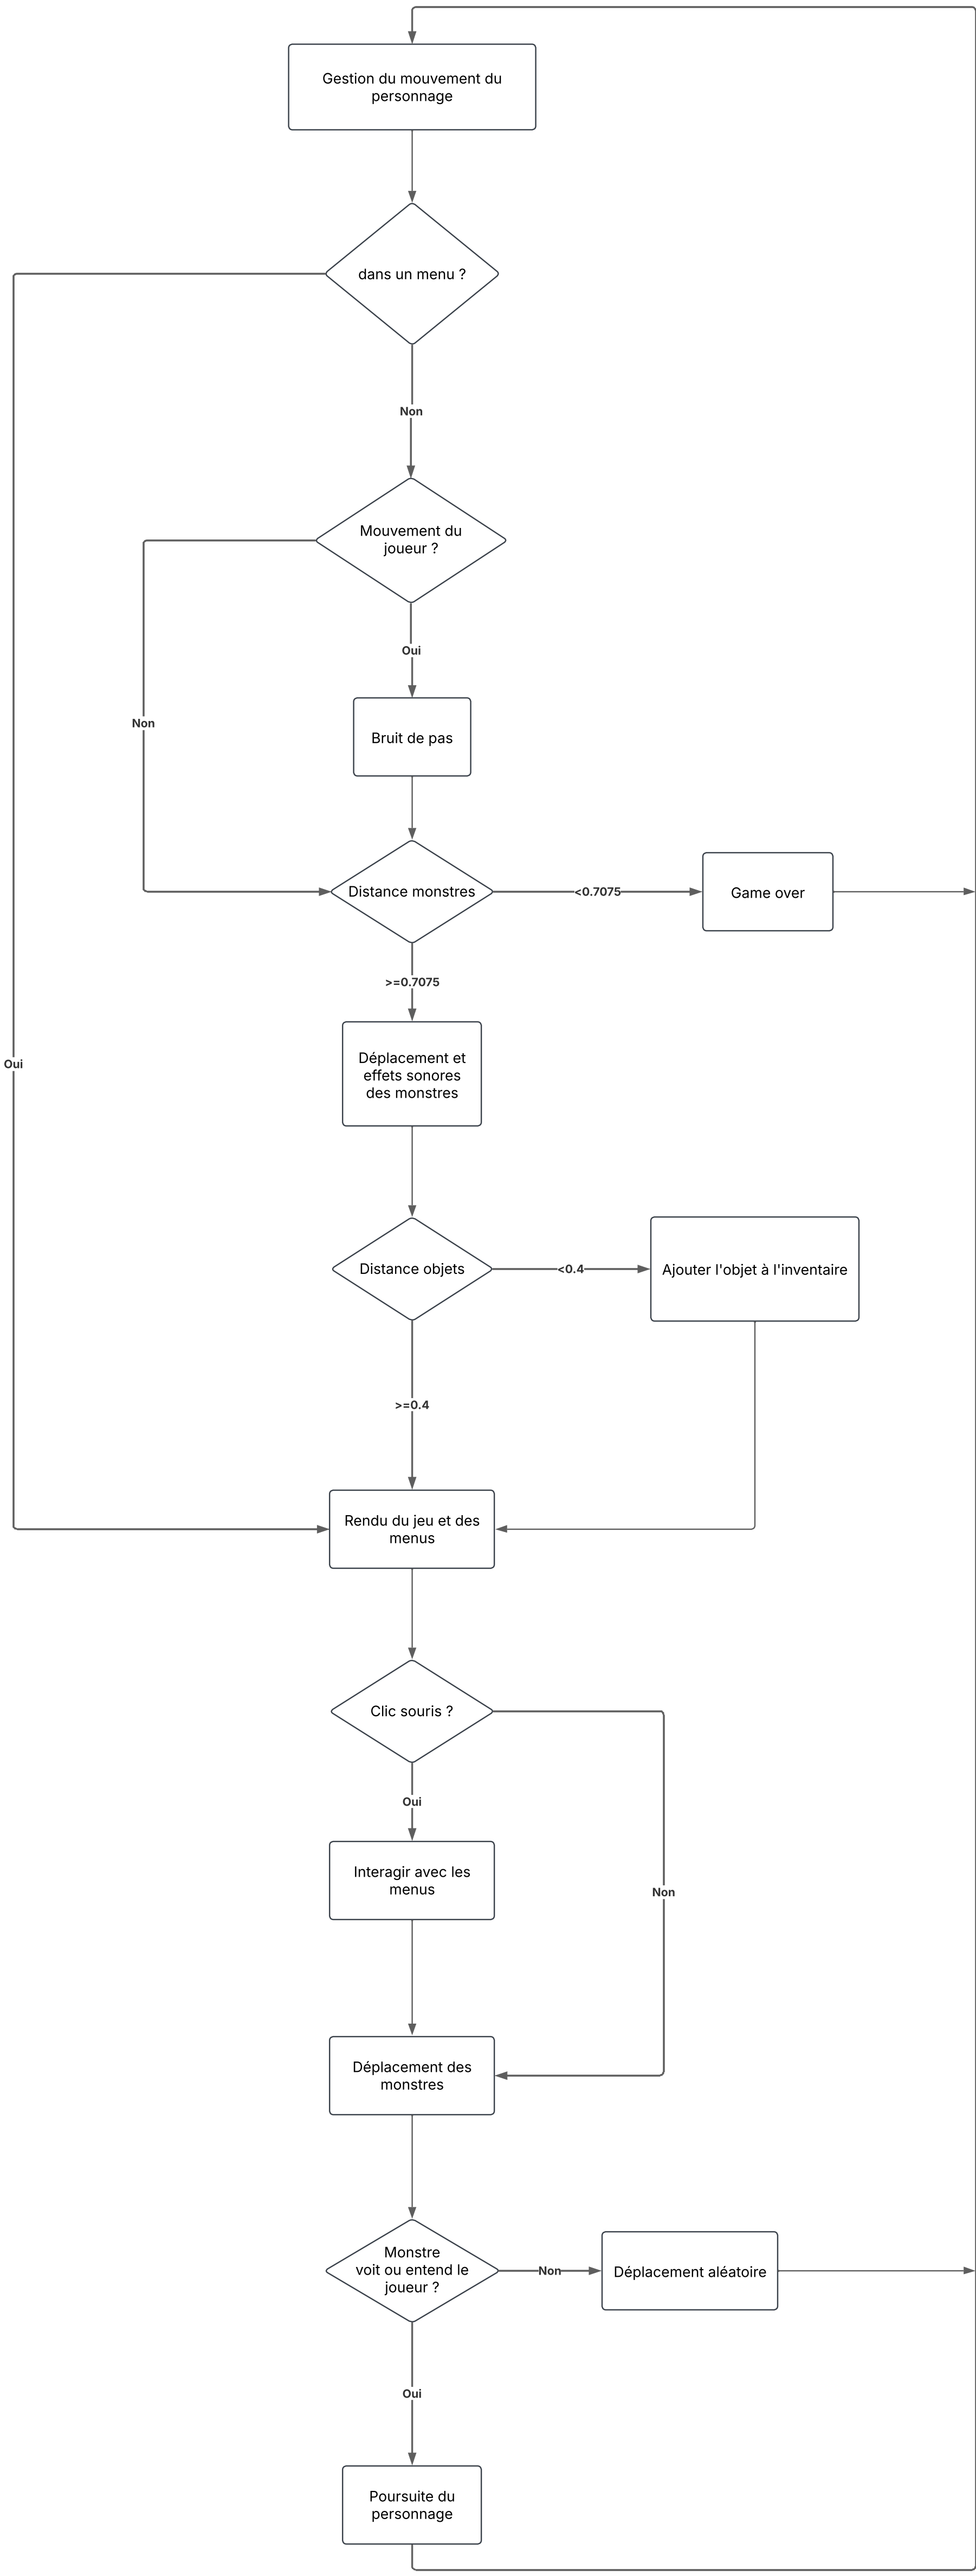 Gestion du mouvement du
personnage
dans un menu ?
Non
Mouvement du
joueur ?
Oui
Non
Bruit de pas
Distance monstres
<0.7075
Game over
>=0.7075
Déplacement et
effets sonores
des monstres
Oui
Distance objets
<0.4
Ajouter l'objet à l'inventaire
>=0.4
Rendu du jeu et des
menus
Clic souris ?
Oui
Interagir avec les
menus
Non
Déplacement des
monstres
Monstre
voit ou entend le
joueur ?
Non
Déplacement aléatoire
Oui
Poursuite du
personnage